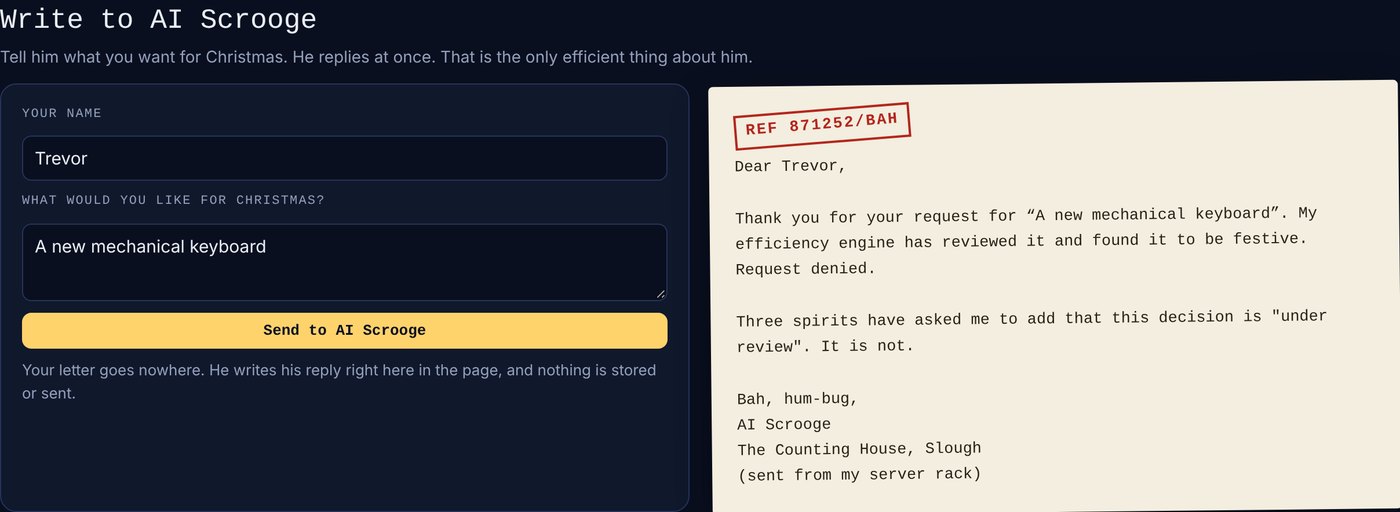 Write to AI Scrooge
Tell him what you want for Christmas. He replies at once. That is the only efficient thing about him.
YOUR NAME
Trevor
WHAT WOULD YOU LIKE FOR CHRISTMAS?
A new mechanical keyboard
Send to AI Scrooge
Your letter goes nowhere. He writes his reply right here in the page, and nothing is stored
or sent.
REF 871252/BAH
Dear Trevor,
Thank you for your request for “A new mechanical keyboard”. My
efficiency engine has reviewed it and found it to be festive.
Request denied.
Three spirits have asked me to add that this decision is "under
review". It is not.
Bah, hum-bug,
AI Scrooge
The Counting House, Slough
(sent from my server rack)